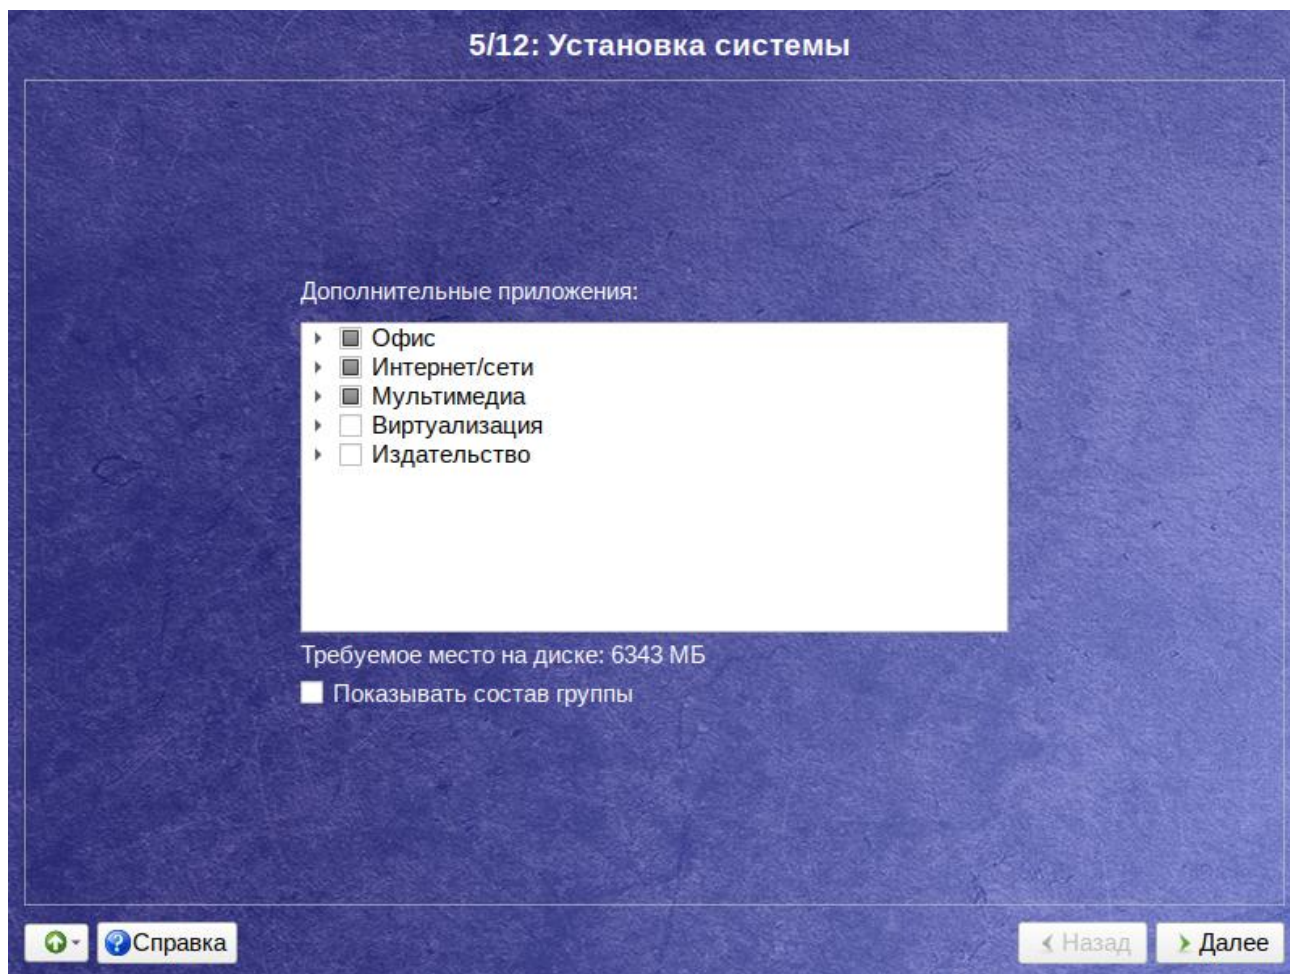 5/12: Установка системы
Дополнительные приложения:
Офис
Интернет/сети
Мультимедиа
Виртуализация
Издательство
Требуемое место на диске: 6343 МБ
Показывать состав группы
Справка
Назад
Далее